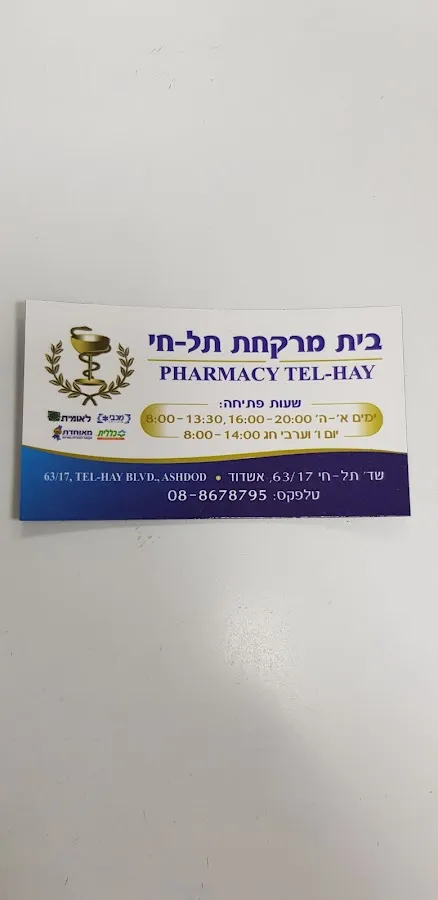 בית מרקחת תל-חי
PHARMACY TEL-HAY
שעות פתיחה:
ימים א'-ה' 8:00-13:30, 16:00-20:00
יום ו' וערבי חג 8:00-14:00
לאומית מכבי
מאוחדת כללית
שד' תל-חי 63/17, אשדוד • 63/17, TEL-HAY BLVD., ASHDOD
טלפקס: 08-8678795